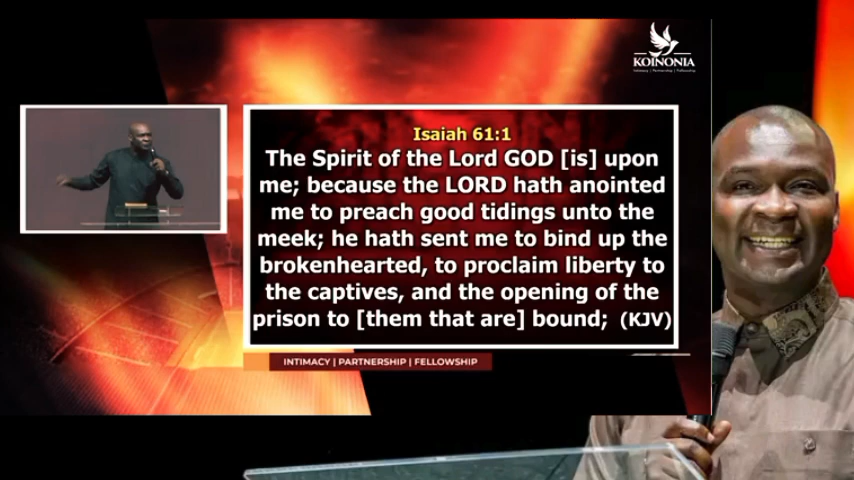 KOINONIA
Intimacy | Partnership | Fellowship
Isaiah 61:1
The Spirit of the Lord GOD [is] upon
me; because the LORD hath anointed
me to preach good tidings unto the
meek; he hath sent me to bind up the
brokenhearted, to proclaim liberty to
the captives, and the opening of the
prison to [them that are] bound; (KJV)
INTIMACY | PARTNERSHIP | FELLOWSHIP